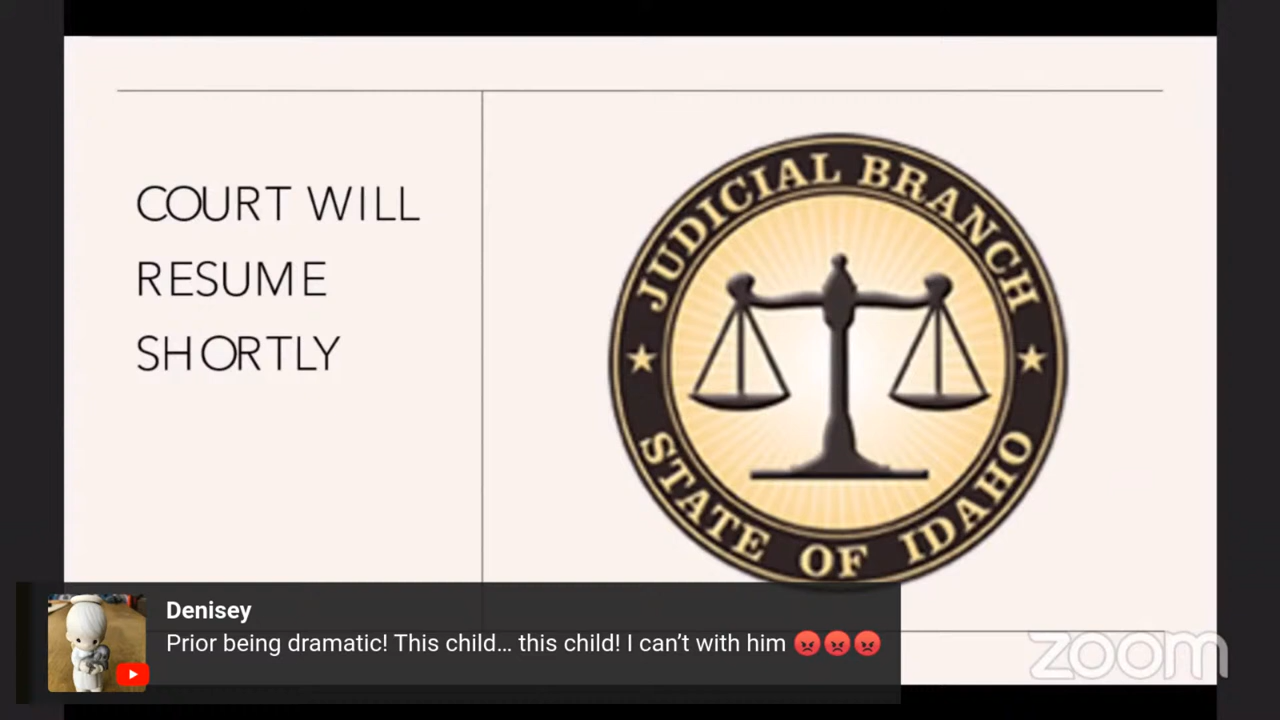 COURT WILL
RESUME
SHORTLY
JUDICIAL BRANCH
STATE OF IDAHO
Denisey
Prior being dramatic! This child… this child! I can’t with him 😡😡😡
zoom